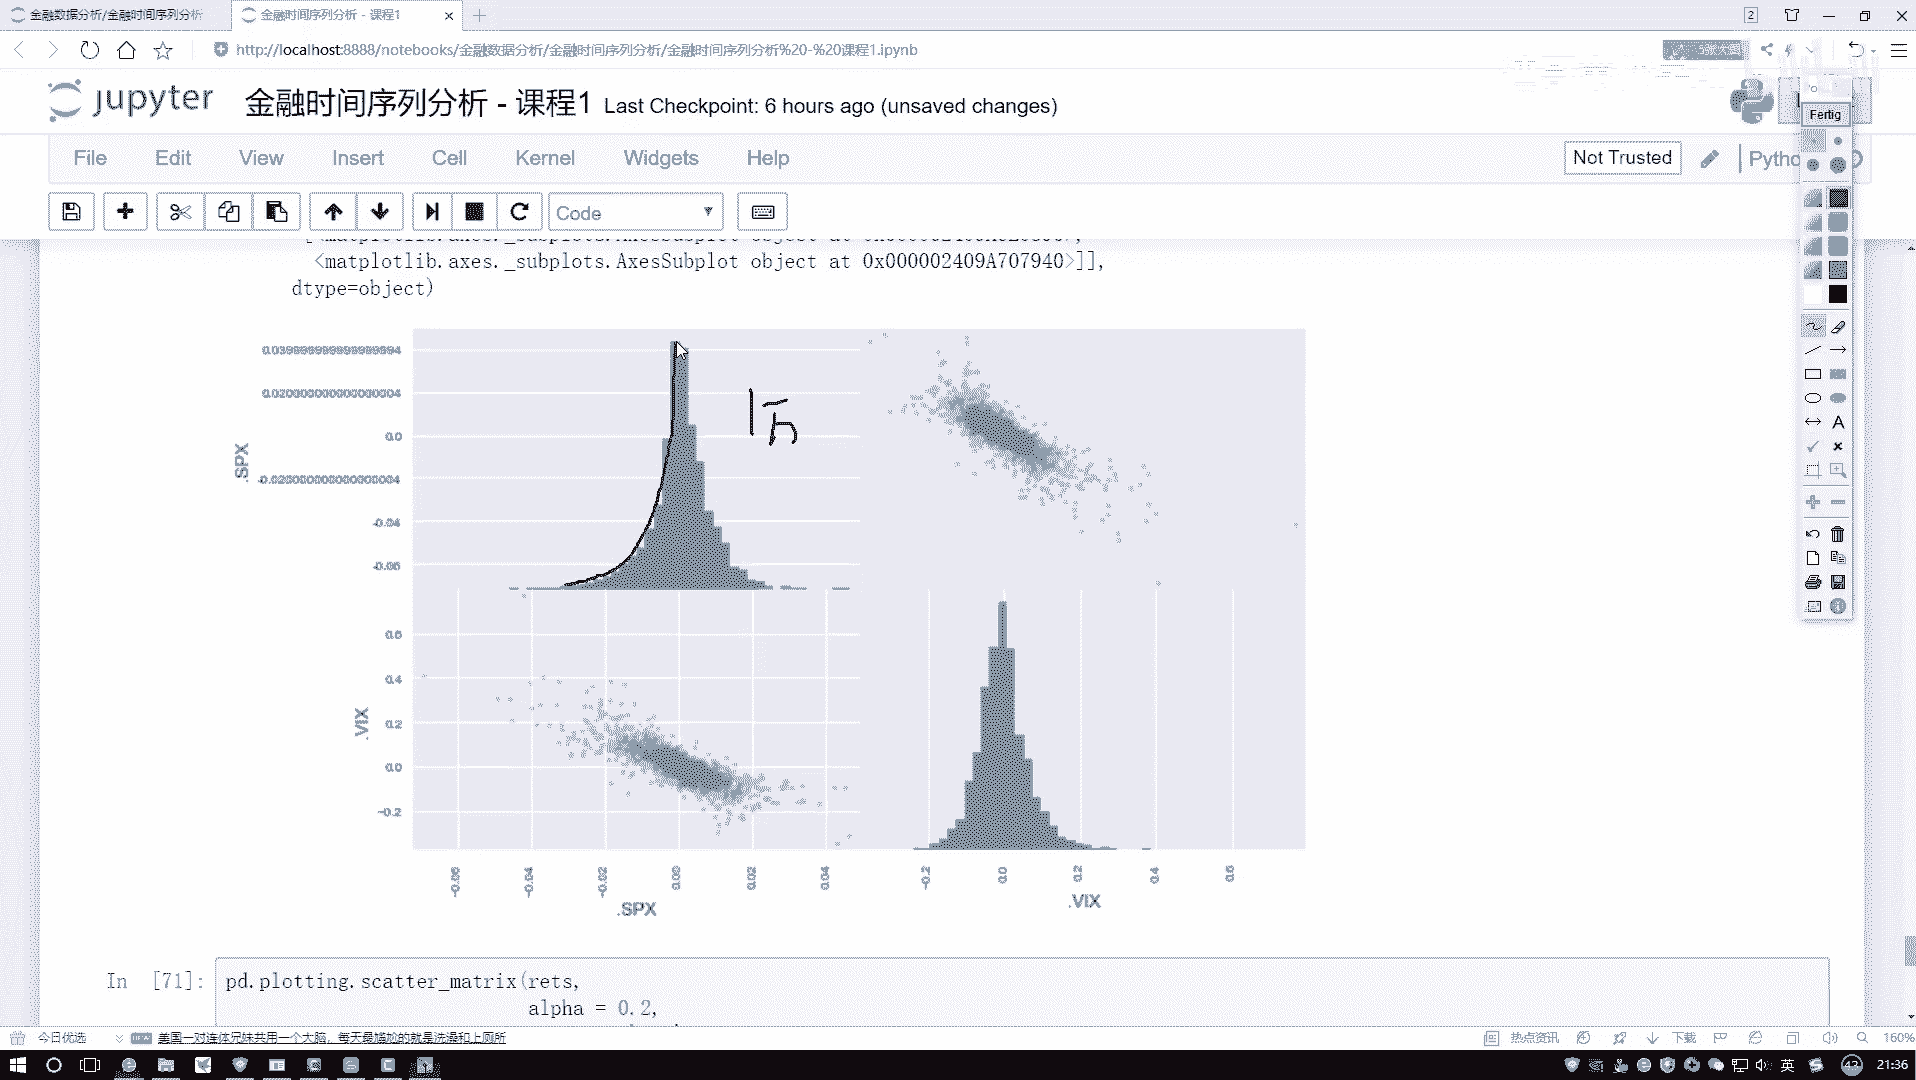 金融数据分析/金融时间序列分析
金融时间序列分析 - 课程1
2
http://localhost:8888/notebooks/金融数据分析/金融时间序列分析/金融时间序列分析%20-%20课程1.ipynb
jupyter 金融时间序列分析 - 课程1 Last Checkpoint: 6 hours ago (unsaved changes)
Fertig
File Edit View Insert Cell Kernel Widgets Help
Not Trusted
Pytho
Code
<matplotlib.axes._subplots.AxesSubplot object at 0x000002409A707940>]],
dtype=object)
0.0
-0.04
-0.06
.SPX
0.6
0.4
0.2
0.0
-0.2
.VIX
-0.06 -0.04 -0.02 0.00 0.02 0.04
-0.2 0.0 0.2 0.4 0.6
.SPX
.VIX
In [71]: pd.plotting.scatter_matrix(rets,
alpha = 0.2,
今日优选
NEW 美国一对连体兄妹共用一个大脑，每天最尴尬的就是洗澡和上厕所
热点资讯
下载
160%
英
42
21:36